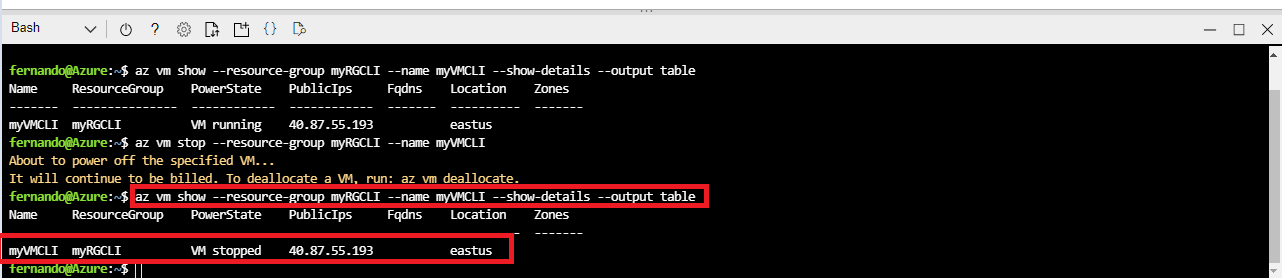 Bash
fernando@Azure:~$ az vm show --resource-group myRGCLI --name myVMCLI --show-details --output table
Name ResourceGroup PowerState PublicIps Fqdns Location Zones
------- --------------- ------------ ------------ ------- ---------- -------
myVMCLI myRGCLI VM running 40.87.55.193 eastus
fernando@Azure:~$ az vm stop --resource-group myRGCLI --name myVMCLI
About to power off the specified VM...
It will continue to be billed. To deallocate a VM, run: az vm deallocate.
fernando@Azure:~$ az vm show --resource-group myRGCLI --name myVMCLI --show-details --output table
Name ResourceGroup PowerState PublicIps Fqdns Location Zones
myVMCLI myRGCLI VM stopped 40.87.55.193 eastus
fernando@Azure:~$